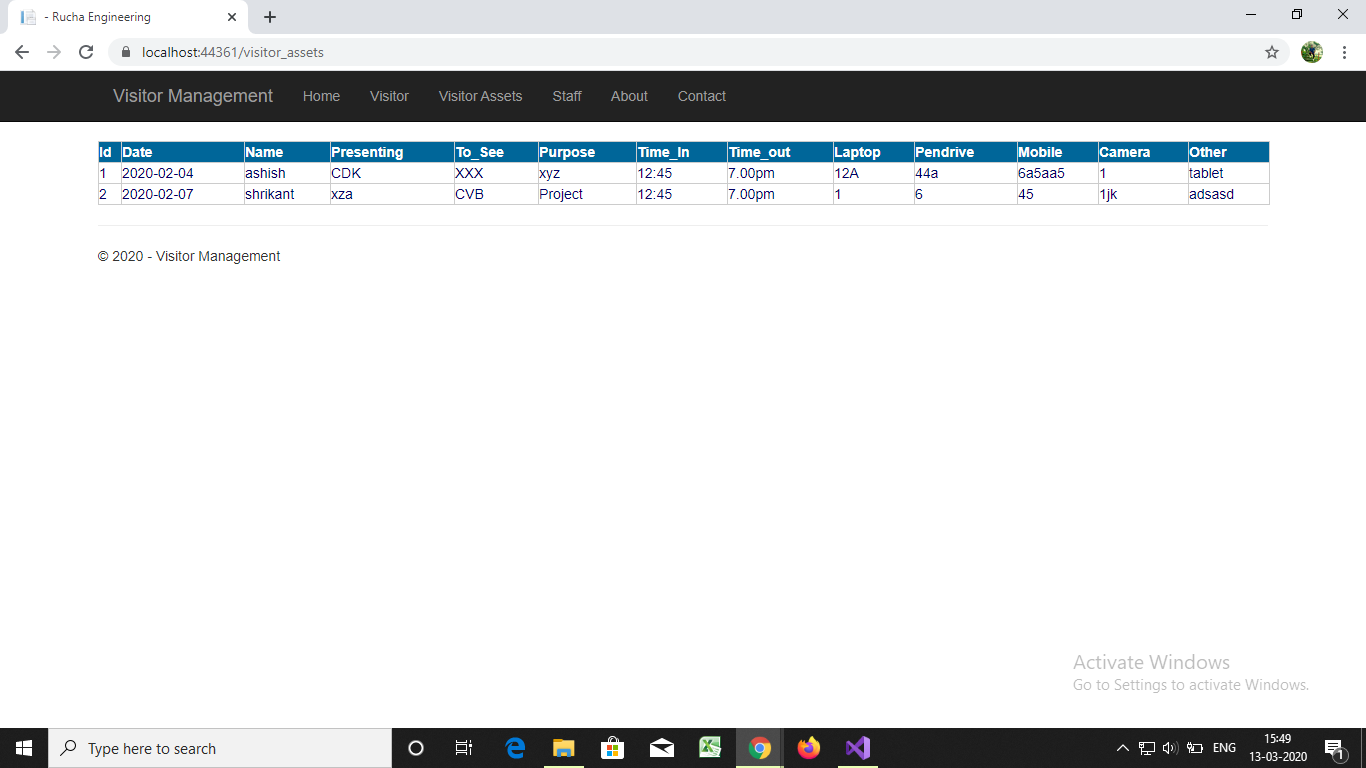 - Rucha Engineering
localhost:44361/visitor_assets
Visitor Management Home Visitor Visitor Assets Staff About Contact
Id Date Name Presenting To_See Purpose Time_In Time_out Laptop Pendrive Mobile Camera Other
1 2020-02-04 ashish CDK XXX xyz 12:45 7.00pm 12A 44a 6a5aa5 1 tablet
2 2020-02-07 shrikant xza CVB Project 12:45 7.00pm 1 6 45 1jk adsasd
© 2020 - Visitor Management
Activate Windows
Go to Settings to activate Windows.
Type here to search
ENG
15:49
13-03-2020
1